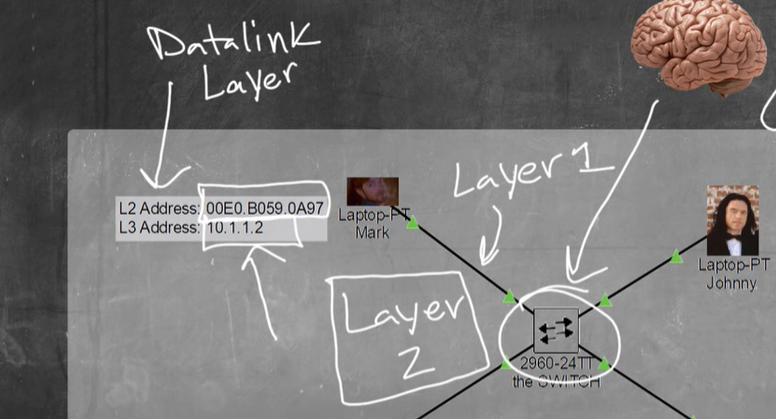 Datalink
Layer
Layer 1
L2 Address: 00E0.B059.0A97
L3 Address: 10.1.1.2
Laptop-PT
Mark
Laptop-PT
Johnny
Layer
2
2960-24TT
the SWITCH